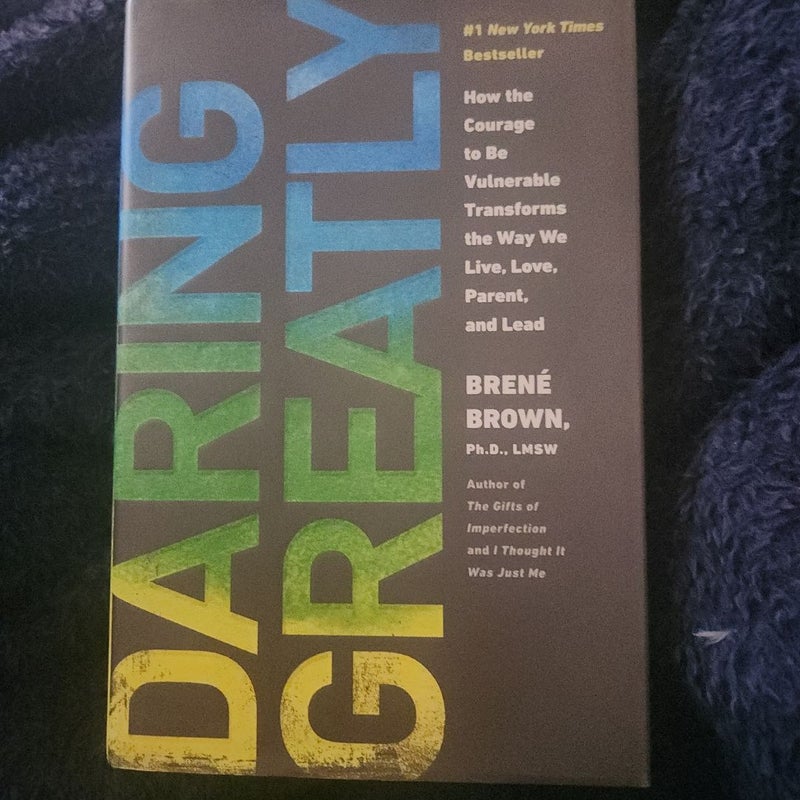 DARING
GREATLY
#1 New York Times
Bestseller
How the
Courage
to Be
Vulnerable
Transforms
the Way We
Live, Love,
Parent,
and Lead
BRENÉ
BROWN,
Ph.D., LMSW
Author of
The Gifts of
Imperfection
and I Thought It
Was Just Me